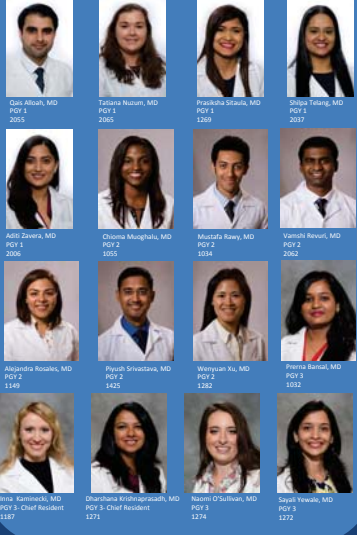 Qais Alloah, MD
PGY 1
2055
Tatiana Nuzum, MD
PGY 1
2065
Prasiksha Sitaula, MD
PGY 1
1269
Shilpa Telang, MD
PGY 1
2037
Aditi Zavera, MD
PGY 1
2006
Chioma Muoghalu, MD
PGY 2
1055
Mustafa Rawy, MD
PGY 2
1034
Vamshi Revuri, MD
PGY 2
2062
Alejandra Rosales, MD
PGY 2
1149
Piyush Srivastava, MD
PGY 2
1425
Wenyuan Xu, MD
PGY 2
1282
Prerna Bansal, MD
PGY 3
1032
Inna Kaminecki, MD
PGY 3- Chief Resident
1187
Dharshana Krishnaprasadh, MD
PGY 3- Chief Resident
1271
Naomi O'Sullivan, MD
PGY 3
1274
Sayali Yewale, MD
PGY 3
1272